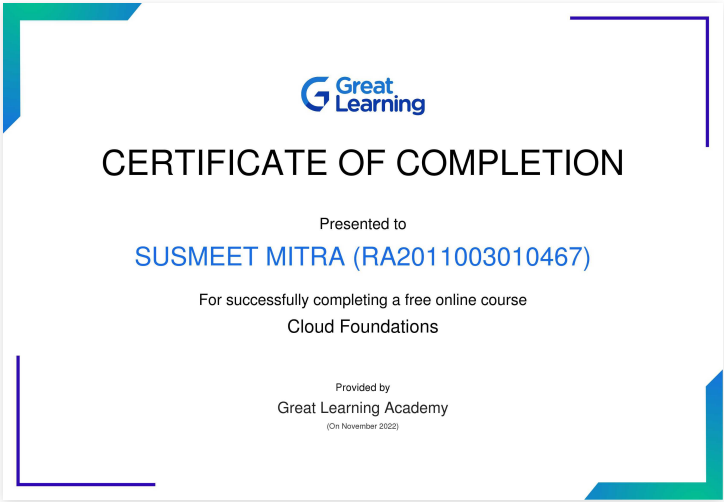 Great
Learning
CERTIFICATE OF COMPLETION
Presented to
SUSMEET MITRA (RA2011003010467)
For successfully completing a free online course
Cloud Foundations
Provided by
Great Learning Academy
(On November 2022)